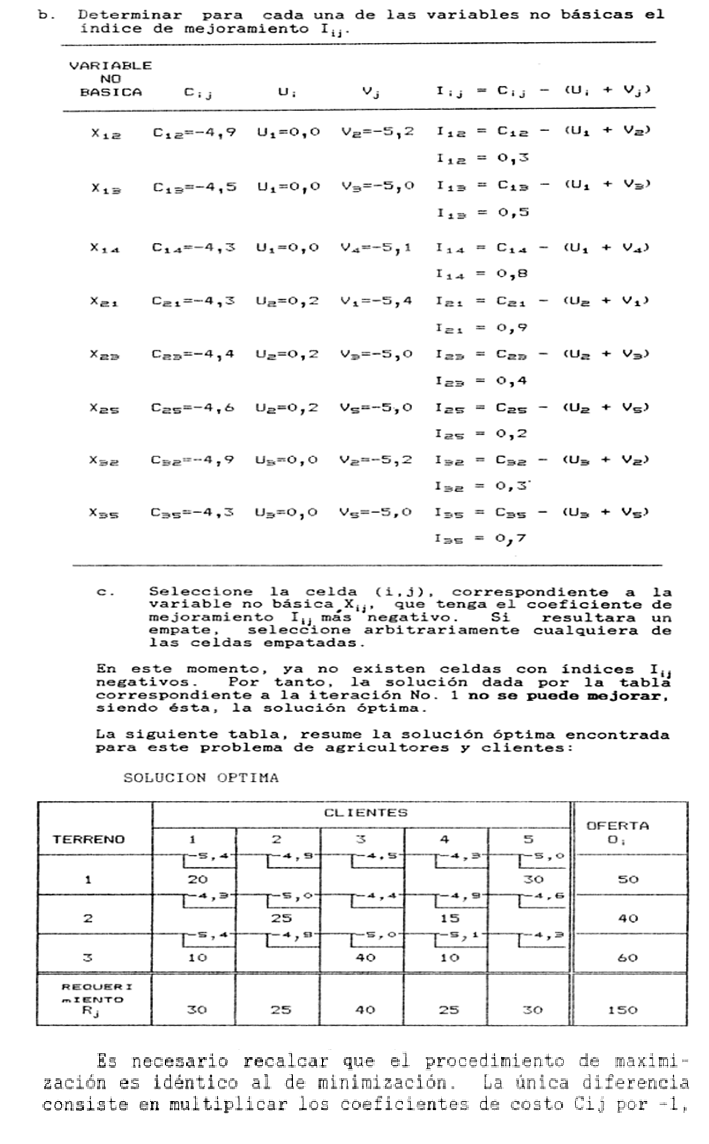 b. Determinar para cada una de las variables no básicas el
índice de mejoramiento Iij.
VARIABLE
NO
BASICA Cij Ui Vj Iij = Cij - (Ui + Vj)
X12 C12=-4,9 U1=0,0 V2=-5,2 I12 = C12 - (U1 + V2)
I12 = 0,3
X13 C13=-4,5 U1=0,0 V3=-5,0 I13 = C13 - (U1 + V3)
I13 = 0,5
X14 C14=-4,3 U1=0,0 V4=-5,1 I14 = C14 - (U1 + V4)
I14 = 0,8
X21 C21=-4,3 U2=0,2 V1=-5,4 I21 = C21 - (U2 + V1)
I21 = 0,9
X23 C23=-4,4 U2=0,2 V3=-5,0 I23 = C23 - (U2 + V3)
I23 = 0,4
X25 C25=-4,6 U2=0,2 V5=-5,0 I25 = C25 - (U2 + V5)
I25 = 0,2
X32 C32=-4,9 U3=0,0 V2=-5,2 I32 = C32 - (U3 + V2)
I32 = 0,3
X35 C35=-4,3 U3=0,0 V5=-5,0 I35 = C35 - (U3 + V5)
I35 = 0,7
c. Seleccione la celda (i,j), correspondiente a la
variable no básica Xij, que tenga el coeficiente de
mejoramiento Iij más negativo. Si resultara un
empate, seleccione arbitrariamente cualquiera de
las celdas empatadas.
En este momento, ya no existen celdas con índices Iij
negativos. Por tanto, la solución dada por la tabla
correspondiente a la iteración No. 1 no se puede mejorar,
siendo ésta, la solución óptima.
La siguiente tabla, resume la solución óptima encontrada
para este problema de agricultores y clientes:
SOLUCION OPTIMA
CLIENTES
OFERTA
TERRENO 1 2 3 4 5 Oi
-5,4 -4,9 -4,5 -4,3 -5,0
1 20 30 50
-4,3 -5,0 -4,4 -4,9 -4,6
2 25 15 40
-5,4 -4,9 -5,0 -5,1 -4,3
3 10 40 10 60
REQUERI
mIENTO
Rj 30 25 40 25 30 150
Es necesario recalcar que el procedimiento de maximi-
zación es idéntico al de minimización. La única diferencia
consiste en multiplicar los coeficientes de costo Cij por -1,